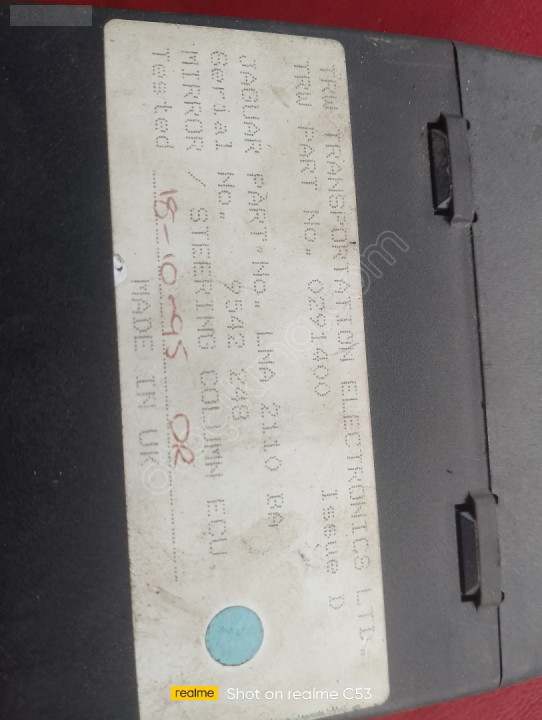 TRW TRANSPORTATION ELECTRONICS LTD.
TRW PART No. 0291400 Issue D
JAGUAR PART No. LNA 2110 BA
Serial No. 9542 248
MIRROR / STEERING COLUMN ECU.
Tested 18-10-95 OR
MADE IN UK
realme Shot on realme C53